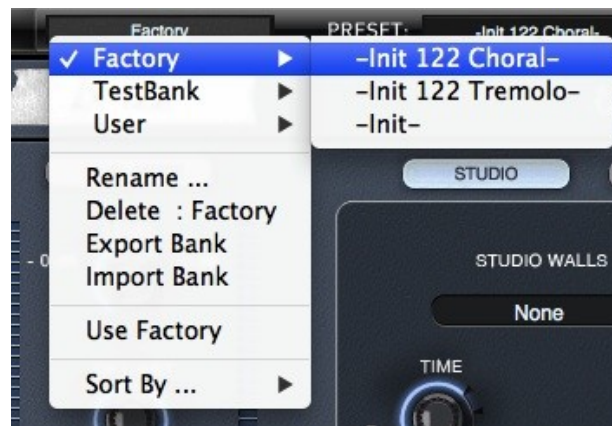 Factory PRESET: -Init 122 Choral-
✓ Factory ▶ -Init 122 Choral-
TestBank ▶ -Init 122 Tremolo-
User ▶ -Init-
Rename ...
STUDIO
Delete : Factory
Export Bank
STUDIO WALLS
Import Bank
None
Use Factory
TIME
Sort By ... ▶